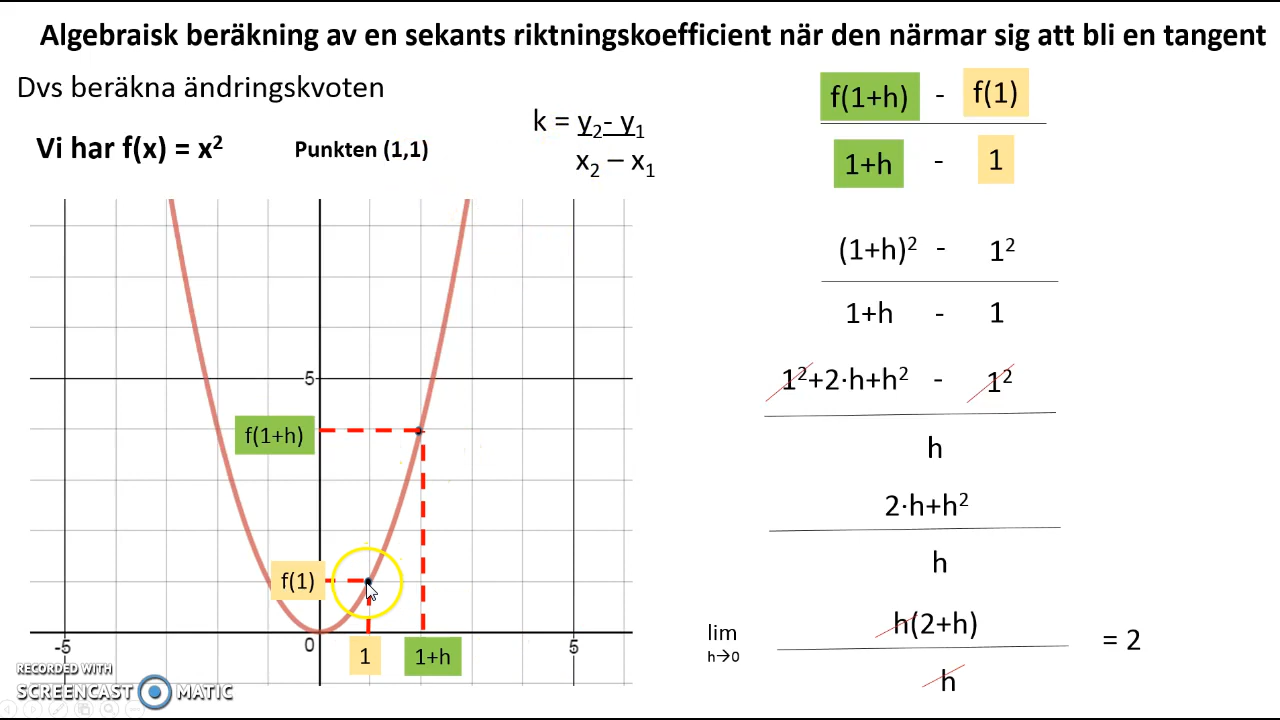 Algebraisk beräkning av en sekants riktningskoefficient när den närmar sig att bli en tangent
Dvs beräkna ändringskvoten
Vi har f(x) = x²
Punkten (1,1)
k = y₂- y₁
x₂ – x₁
f(1+h) - f(1)
1+h - 1
(1+h)² - 1²
1+h - 1
1²+2·h+h² - 1²
h
2·h+h²
h
lim
h→0
h(2+h)
h
= 2
5
f(1+h)
f(1)
-5
0
5
1
1+h
RECORDED WITH
SCREENCAST MATIC